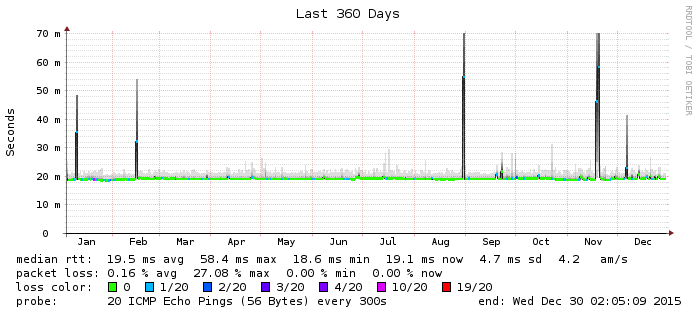 Last 360 Days
RRDTOOL / TOBI OETIKER
Seconds
70 m
60 m
50 m
40 m
30 m
20 m
10 m
0
Jan Feb Mar Apr May Jun Jul Aug Sep Oct Nov Dec
median rtt: 19.5 ms avg 58.4 ms max 18.6 ms min 19.1 ms now 4.7 ms sd 4.2 am/s
packet loss: 0.16 % avg 27.08 % max 0.00 % min 0.00 % now
loss color: 0 1/20 2/20 3/20 4/20 10/20 19/20
probe: 20 ICMP Echo Pings (56 Bytes) every 300s end: Wed Dec 30 02:05:09 2015